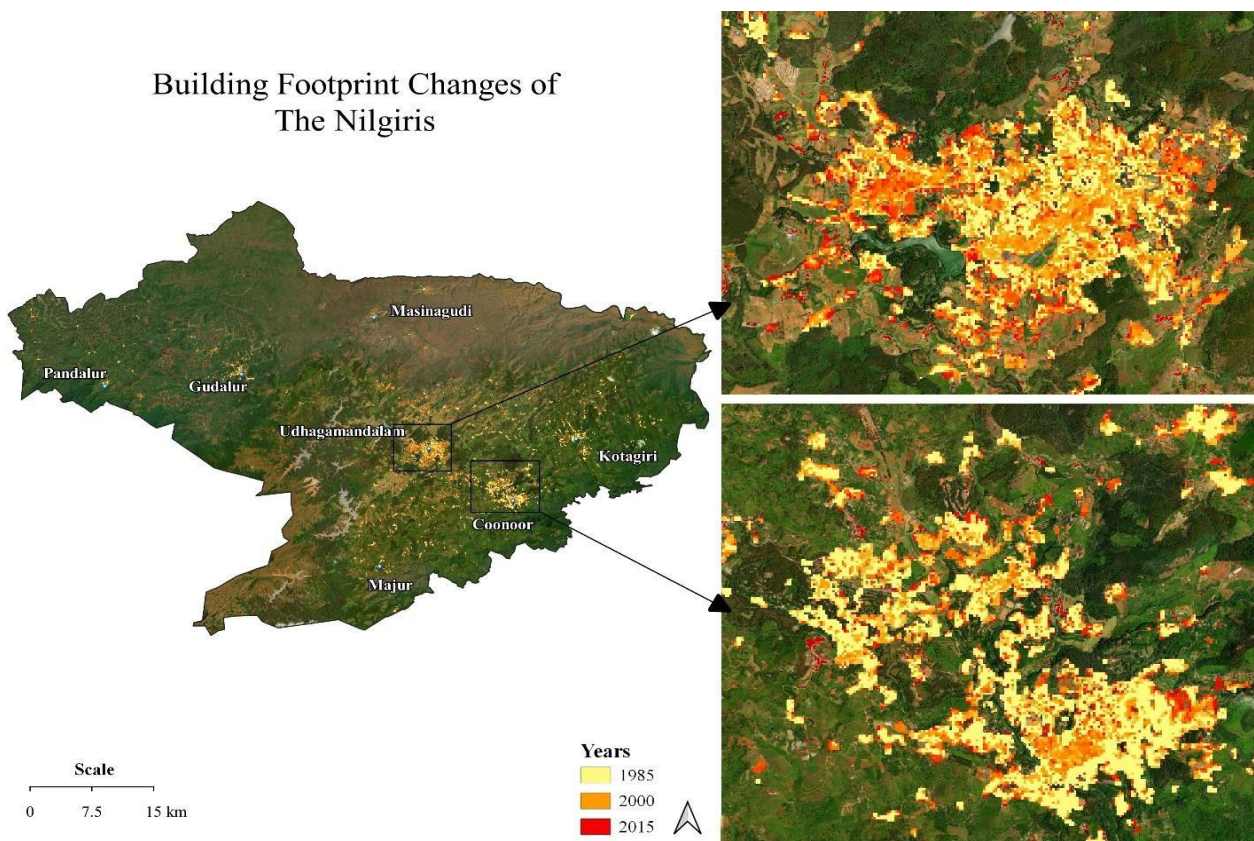 Building Footprint Changes of
The Nilgiris
Masinagudi
Pandalur
Gudalur
Udhagamandalam
Kotagiri
Coonoor
Majur
Scale
0 7.5 15 km
Years
1985
2000
2015